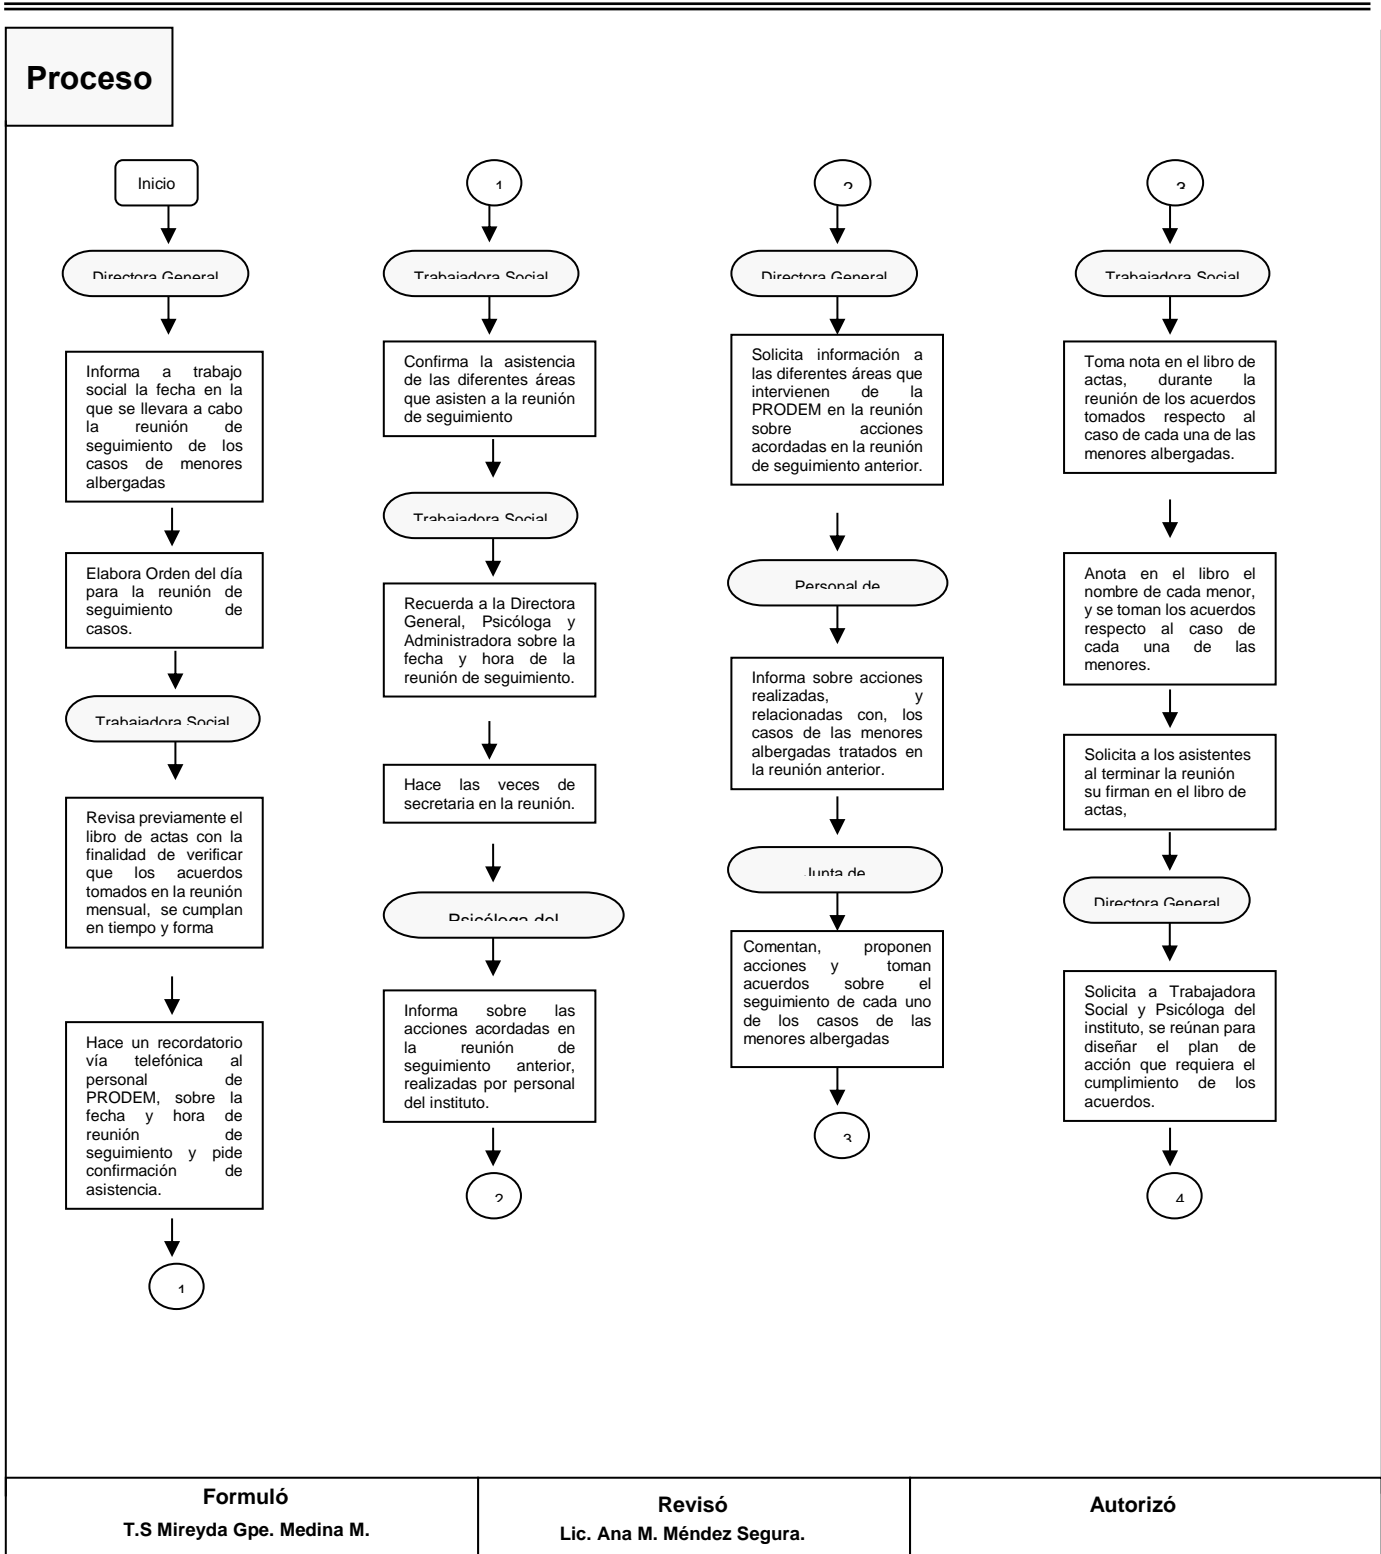 Proceso
Inicio
Directora General
Informa a trabajo
social la fecha en la
que se llevara a cabo
la reunión de
seguimiento de los
casos de menores
albergadas
Elabora Orden del día
para la reunión de
seguimiento de
casos.
Trabajadora Social
Revisa previamente el
libro de actas con la
finalidad de verificar
que los acuerdos
tomados en la reunión
mensual, se cumplan
en tiempo y forma
Hace un recordatorio
vía telefónica al
personal de
PRODEM, sobre la
fecha y hora de
reunión de
seguimiento y pide
confirmación de
asistencia.
1
1
Trabajadora Social
Confirma la asistencia
de las diferentes áreas
que asisten a la reunión
de seguimiento
Trabajadora Social
Recuerda a la Directora
General, Psicóloga y
Administradora sobre la
fecha y hora de la
reunión de seguimiento.
Hace las veces de
secretaria en la reunión.
Psicóloga del
Informa sobre las
acciones acordadas en
la reunión de
seguimiento anterior,
realizadas por personal
del instituto.
2
2
Directora General
Solicita información a
las diferentes áreas que
intervienen de la
PRODEM en la reunión
sobre acciones
acordadas en la reunión
de seguimiento anterior.
Personal de
Informa sobre acciones
realizadas, y
relacionadas con, los
casos de las menores
albergadas tratados en
la reunión anterior.
Junta de
Comentan, proponen
acciones y toman
acuerdos sobre el
seguimiento de cada uno
de los casos de las
menores albergadas
3
3
Trabajadora Social
Toma nota en el libro de
actas, durante la
reunión de los acuerdos
tomados respecto al
caso de cada una de las
menores albergadas.
Anota en el libro el
nombre de cada menor,
y se toman los acuerdos
respecto al caso de
cada una de las
menores.
Solicita a los asistentes
al terminar la reunión
su firman en el libro de
actas,
Directora General
Solicita a Trabajadora
Social y Psicóloga del
instituto, se reúnan para
diseñar el plan de
acción que requiera el
cumplimiento de los
acuerdos.
4
Formuló
T.S Mireyda Gpe. Medina M.
Revisó
Lic. Ana M. Méndez Segura.
Autorizó